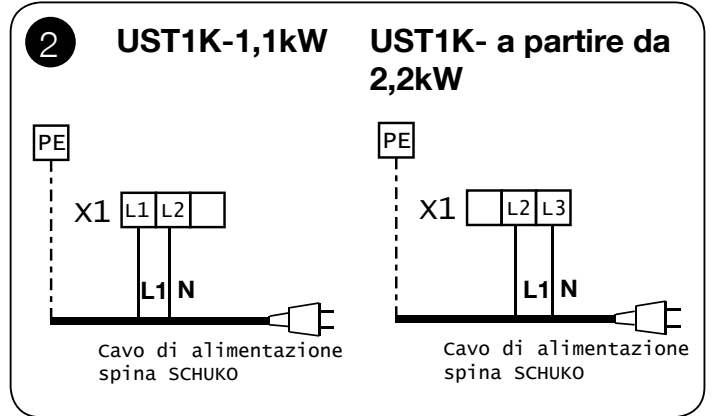 2
UST1K-1,1kW
UST1K- a partire da
2,2kW
PE
X1 L1 L2
L1 N
Cavo di alimentazione
spina SCHUKO
PE
X1 L2 L3
L1 N
Cavo di alimentazione
spina SCHUKO